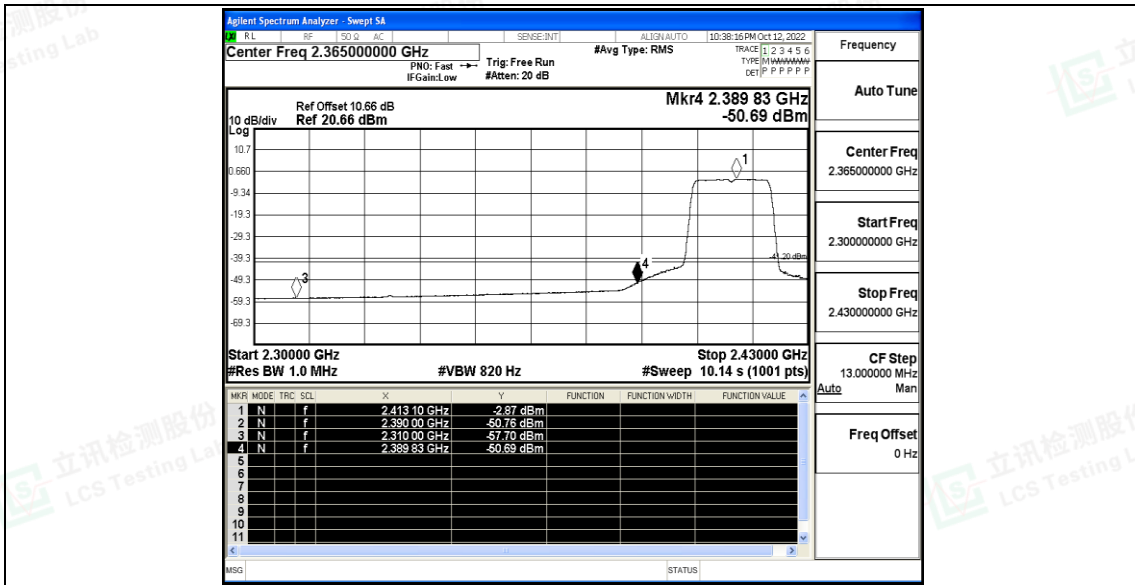 Agilent Spectrum Analyzer - Swept SA
LXI RL RF 50 Ω AC SENSE:INT ALIGNAUTO 10:38:16PM Oct 12, 2022
Center Freq 2.365000000 GHz
PNO: Fast
IFGain:Low
Trig: Free Run
#Atten: 20 dB
#Avg Type: RMS
TRACE 1 2 3 4 5 6
TYPE MWWWWW
DET P P P P P P
Ref Offset 10.66 dB
10 dB/div Ref 20.66 dBm
Log
Mkr4 2.389 83 GHz
-50.69 dBm
10.7
0.660
-9.34
-19.3
-29.3
-39.3
-49.3
-59.3
-69.3
1
3
4
-41.20 dBm
Start 2.30000 GHz Stop 2.43000 GHz
#Res BW 1.0 MHz #VBW 820 Hz #Sweep 10.14 s (1001 pts)
MKR MODE TRC SCL X Y FUNCTION FUNCTION WIDTH FUNCTION VALUE
1 N f 2.413 10 GHz -2.87 dBm
2 N f 2.390 00 GHz -50.76 dBm
3 N f 2.310 00 GHz -57.70 dBm
4 N f 2.389 83 GHz -50.69 dBm
5
6
7
8
9
10
11
MSG STATUS
Frequency
Auto Tune
Center Freq
2.365000000 GHz
Start Freq
2.300000000 GHz
Stop Freq
2.430000000 GHz
CF Step
13.000000 MHz
Auto Man
Freq Offset
0 Hz
立讯检测股份
LCS Testing Lab
立讯检测股份
LCS Testing L
测股份
sting Lab
立
LCS